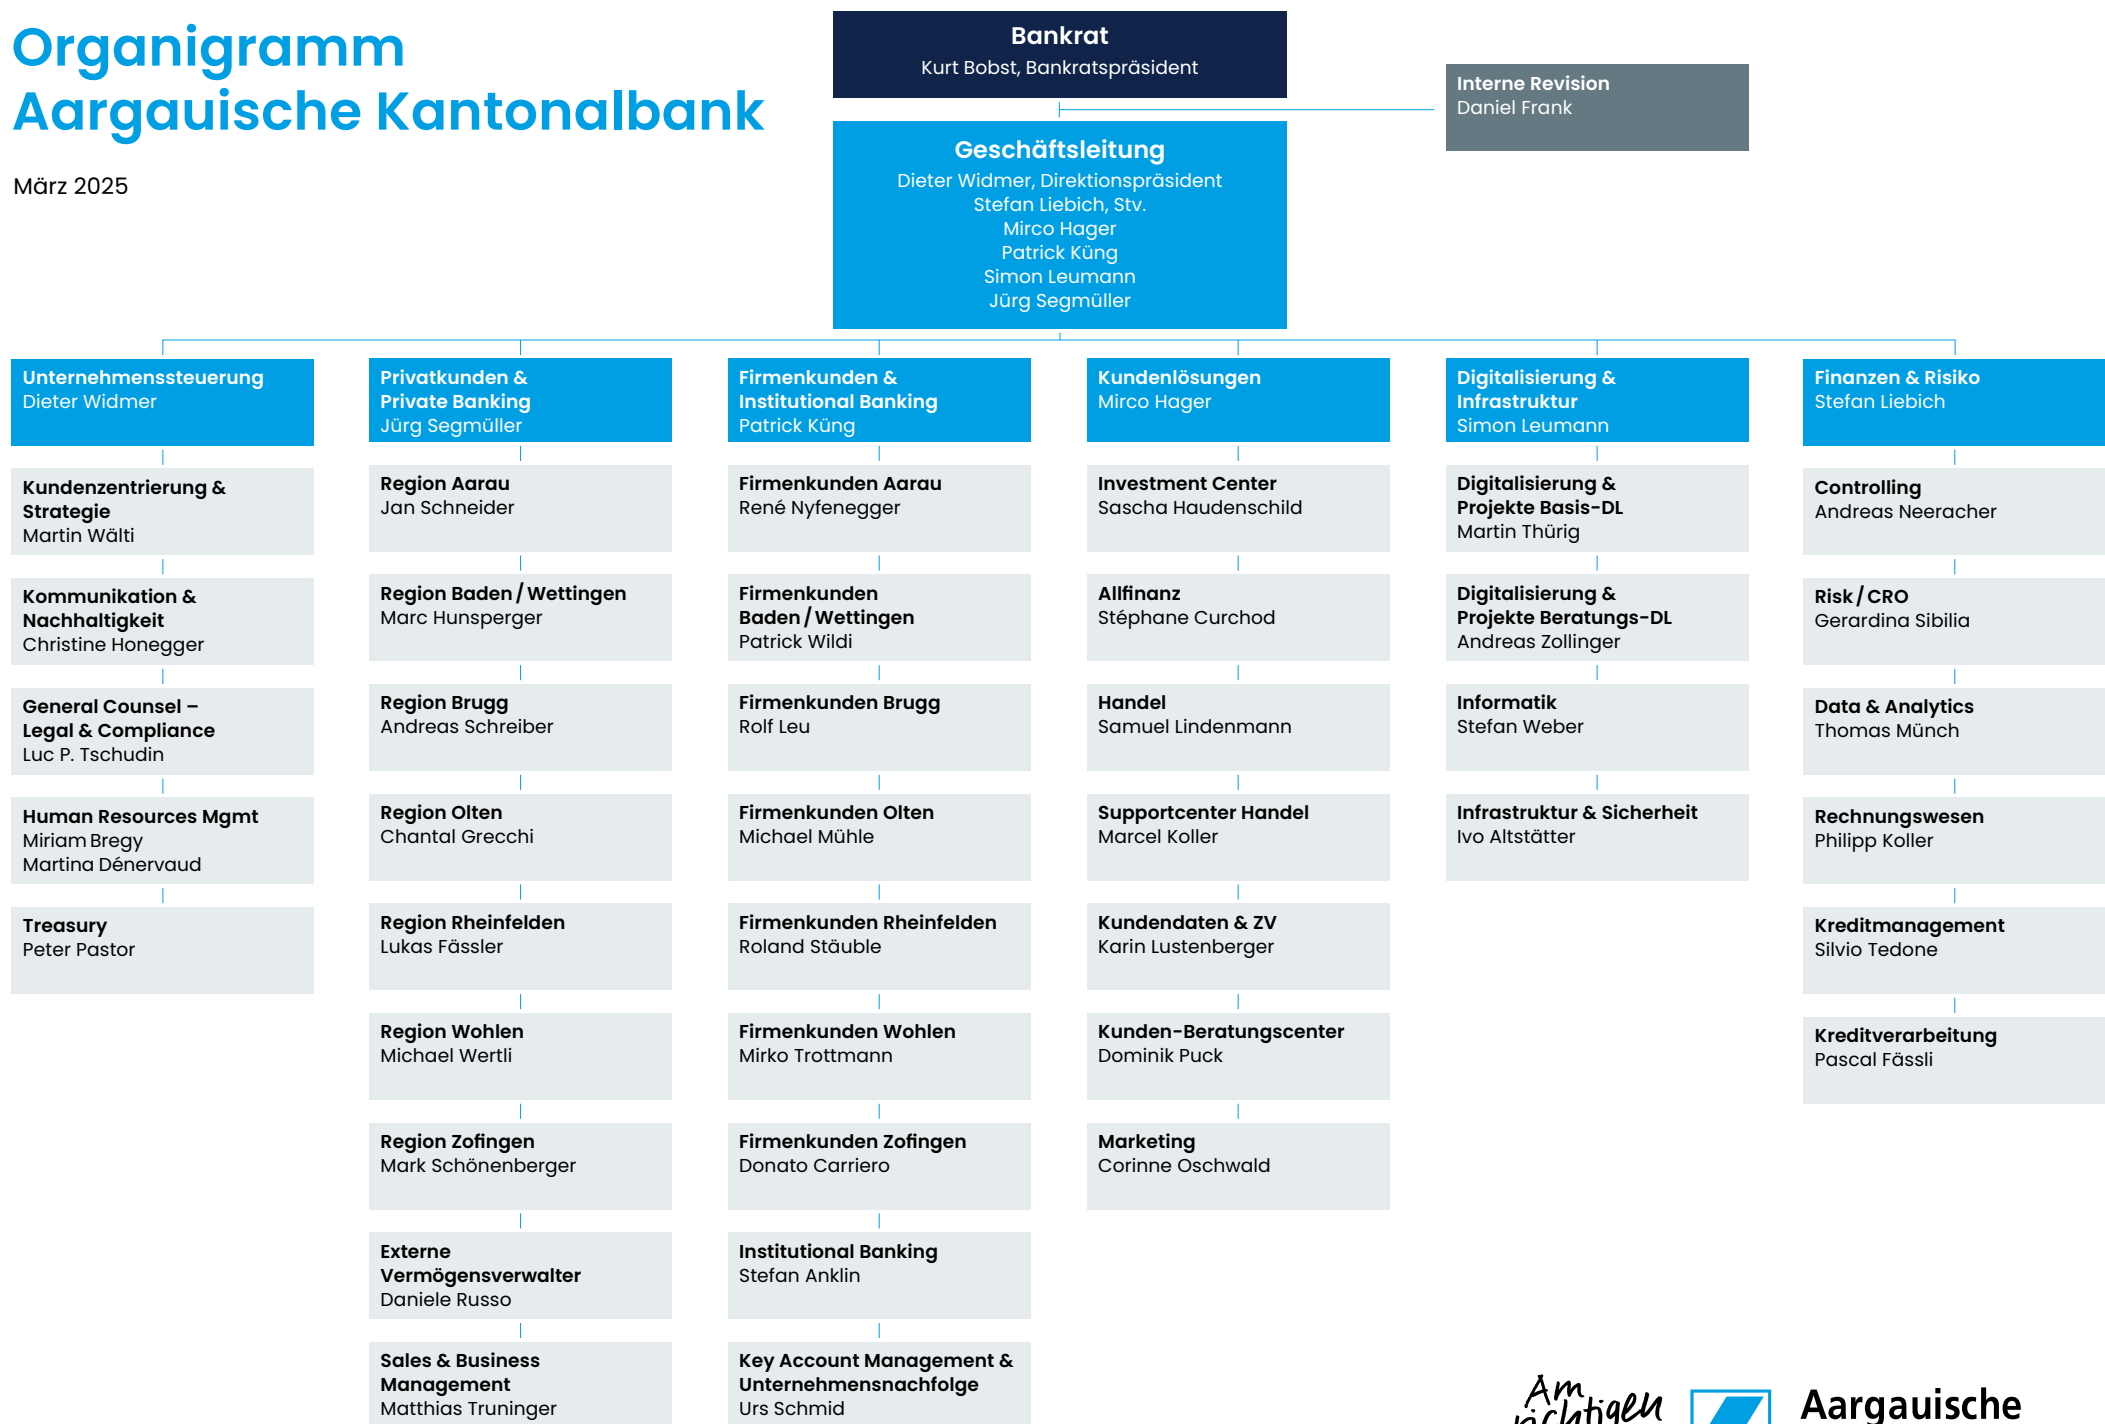 Organigramm
Aargauische Kantonalbank
März 2025
Bankrat
Kurt Bobst, Bankratspräsident
Interne Revision
Daniel Frank
Geschäftsleitung
Dieter Widmer, Direktionspräsident
Stefan Liebich, Stv.
Mirco Hager
Patrick Küng
Simon Leumann
Jürg Segmüller
Unternehmenssteuerung
Dieter Widmer
Kundenzentrierung &
Strategie
Martin Wälti
Kommunikation &
Nachhaltigkeit
Christine Honegger
General Counsel –
Legal & Compliance
Luc P. Tschudin
Human Resources Mgmt
Miriam Bregy
Martina Dénervaud
Treasury
Peter Pastor
Privatkunden &
Private Banking
Jürg Segmüller
Region Aarau
Jan Schneider
Region Baden / Wettingen
Marc Hunsperger
Region Brugg
Andreas Schreiber
Region Olten
Chantal Grecchi
Region Rheinfelden
Lukas Fässler
Region Wohlen
Michael Wertli
Region Zofingen
Mark Schönenberger
Externe
Vermögensverwalter
Daniele Russo
Sales & Business
Management
Matthias Truninger
Firmenkunden &
Institutional Banking
Patrick Küng
Firmenkunden Aarau
René Nyfenegger
Firmenkunden
Baden / Wettingen
Patrick Wildi
Firmenkunden Brugg
Rolf Leu
Firmenkunden Olten
Michael Mühle
Firmenkunden Rheinfelden
Roland Stäuble
Firmenkunden Wohlen
Mirko Trottmann
Firmenkunden Zofingen
Donato Carriero
Institutional Banking
Stefan Anklin
Key Account Management &
Unternehmensnachfolge
Urs Schmid
Kundenlösungen
Mirco Hager
Investment Center
Sascha Haudenschild
Allfinanz
Stéphane Curchod
Handel
Samuel Lindenmann
Supportcenter Handel
Marcel Koller
Kundendaten & ZV
Karin Lustenberger
Kunden-Beratungscenter
Dominik Puck
Marketing
Corinne Oschwald
Digitalisierung &
Infrastruktur
Simon Leumann
Digitalisierung &
Projekte Basis-DL
Martin Thürig
Digitalisierung &
Projekte Beratungs-DL
Andreas Zollinger
Informatik
Stefan Weber
Infrastruktur & Sicherheit
Ivo Altstätter
Finanzen & Risiko
Stefan Liebich
Controlling
Andreas Neeracher
Risk / CRO
Gerardina Sibilia
Data & Analytics
Thomas Münch
Rechnungswesen
Philipp Koller
Kreditmanagement
Silvio Tedone
Kreditverarbeitung
Pascal Fässli
Am
richtigen
Aargauische